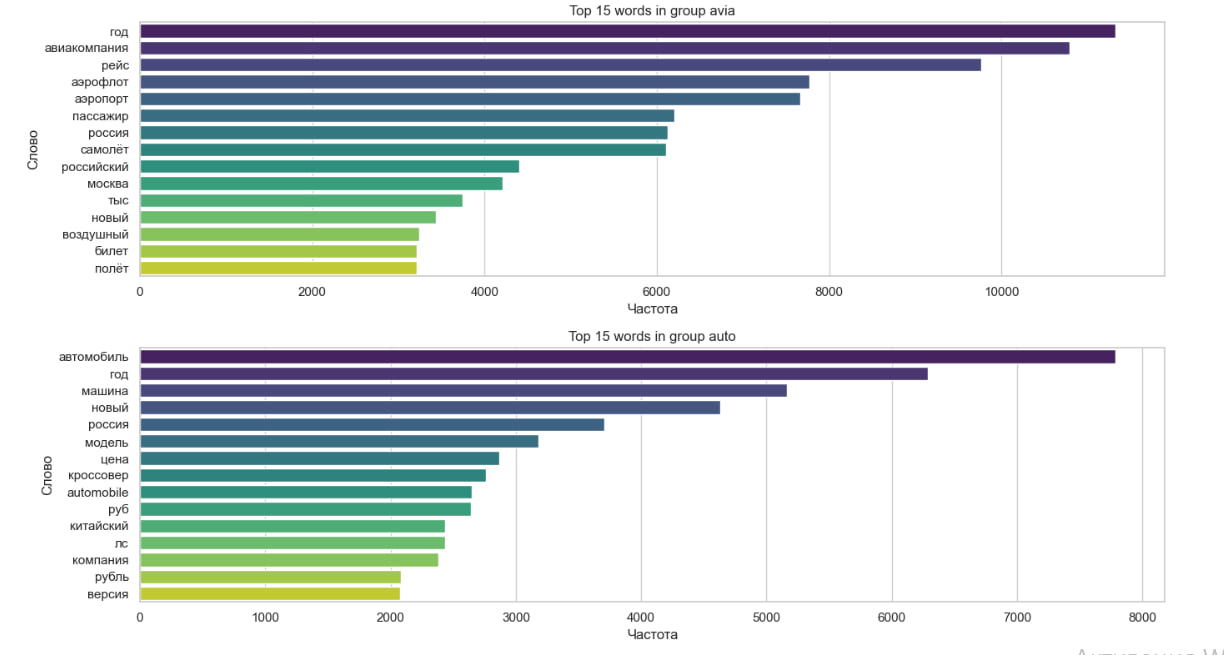 Top 15 words in group avia
Слово
год
авиакомпания
рейс
аэрофлот
аэропорт
пассажир
россия
самолёт
российский
москва
тыс
новый
воздушный
билет
полёт
0 2000 4000 6000 8000 10000
Частота
Top 15 words in group auto
Слово
автомобиль
год
машина
новый
россия
модель
цена
кроссовер
automobile
руб
китайский
лс
компания
рубль
версия
0 1000 2000 3000 4000 5000 6000 7000 8000
Частота